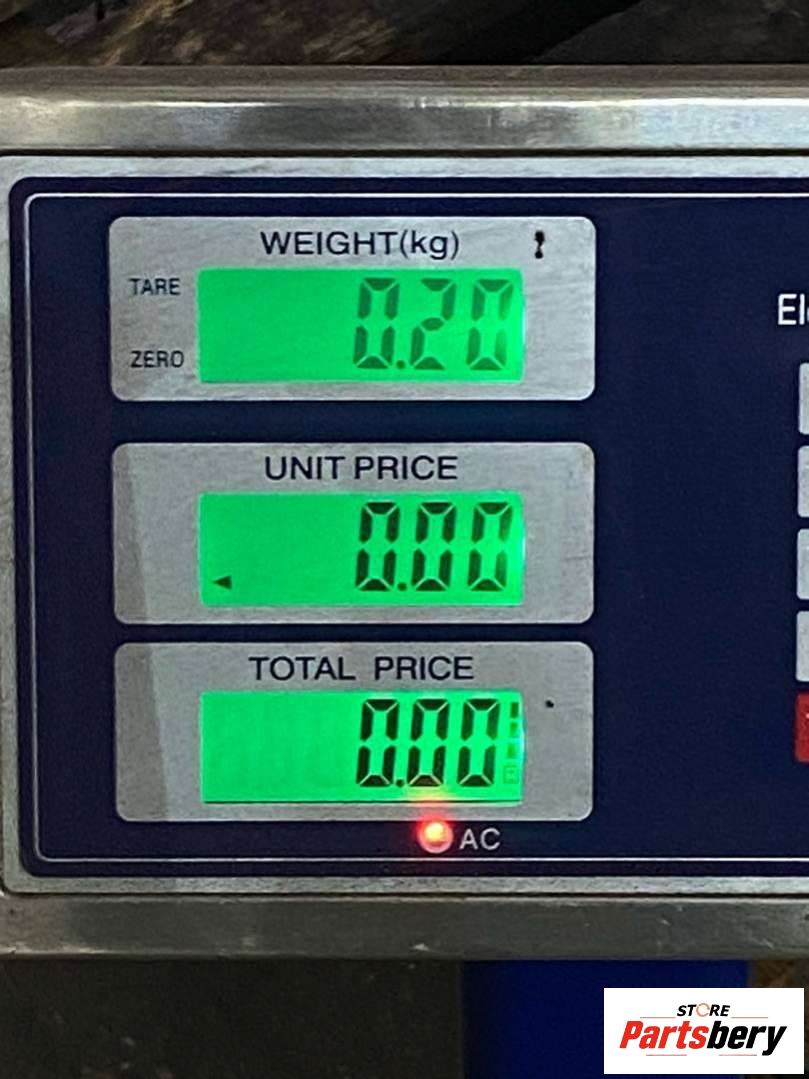 WEIGHT(kg)
TARE
0.20
ZERO
UNIT PRICE
0.00
TOTAL PRICE
0.00
AC
STORE
Partsbery